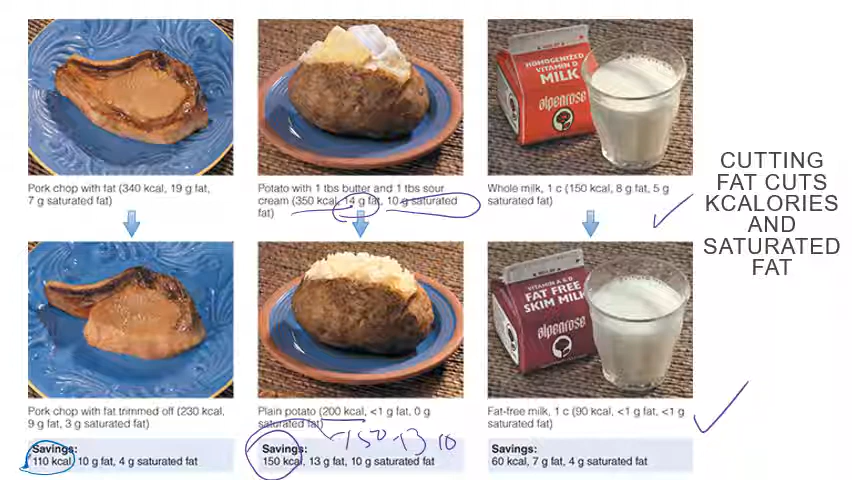 HOMOGENIZED
VITAMIN D
MILK
alpenrose
Pork chop with fat (340 kcal, 19 g fat,
7 g saturated fat)
Potato with 1 tbs butter and 1 tbs sour
cream (350 kcal, 14 g fat, 10 g saturated
fat)
Whole milk, 1 c (150 kcal, 8 g fat, 5 g
saturated fat)
CUTTING
FAT CUTS
KCALORIES
AND
SATURATED
FAT
VITAMIN A & D
FAT FREE
SKIM MILK
alpenrose
Pork chop with fat trimmed off (230 kcal,
9 g fat, 3 g saturated fat)
Plain potato (200 kcal, <1 g fat, 0 g
saturated fat)
Fat-free milk, 1 c (90 kcal, <1 g fat, <1 g
saturated fat)
150 13 10
Savings:
110 kcal, 10 g fat, 4 g saturated fat
Savings:
150 kcal, 13 g fat, 10 g saturated fat
Savings:
60 kcal, 7 g fat, 4 g saturated fat